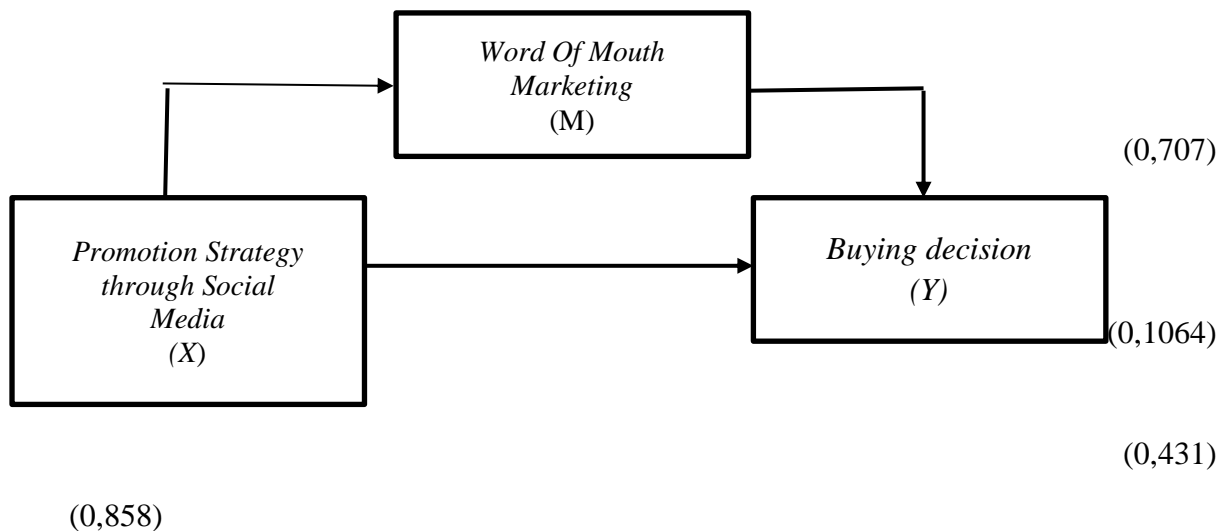 Word Of Mouth
Marketing
(M)
(0,707)
Promotion Strategy
through Social
Media
(X)
Buying decision
(Y)
(0,1064)
(0,431)
(0,858)